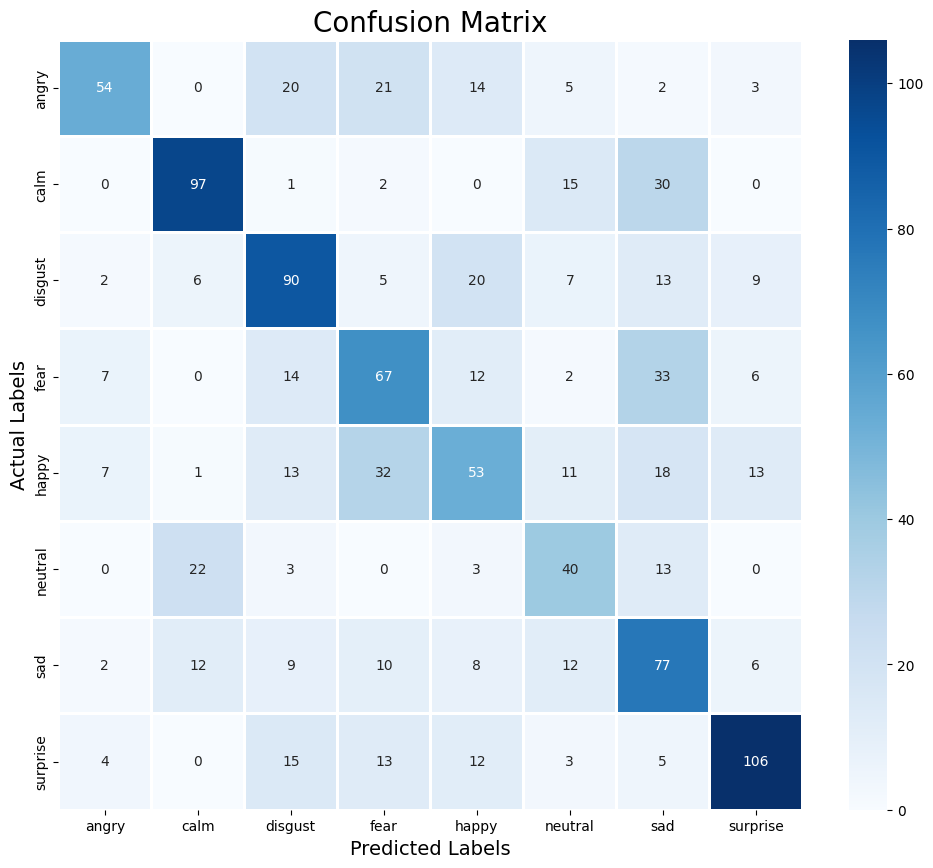 Confusion Matrix
Actual Labels
angry 54 0 20 21 14 5 2 3
calm 0 97 1 2 0 15 30 0
disgust 2 6 90 5 20 7 13 9
fear 7 0 14 67 12 2 33 6
happy 7 1 13 32 53 11 18 13
neutral 0 22 3 0 3 40 13 0
sad 2 12 9 10 8 12 77 6
surprise 4 0 15 13 12 3 5 106
angry calm disgust fear happy neutral sad surprise
Predicted Labels
100
80
60
40
20
0